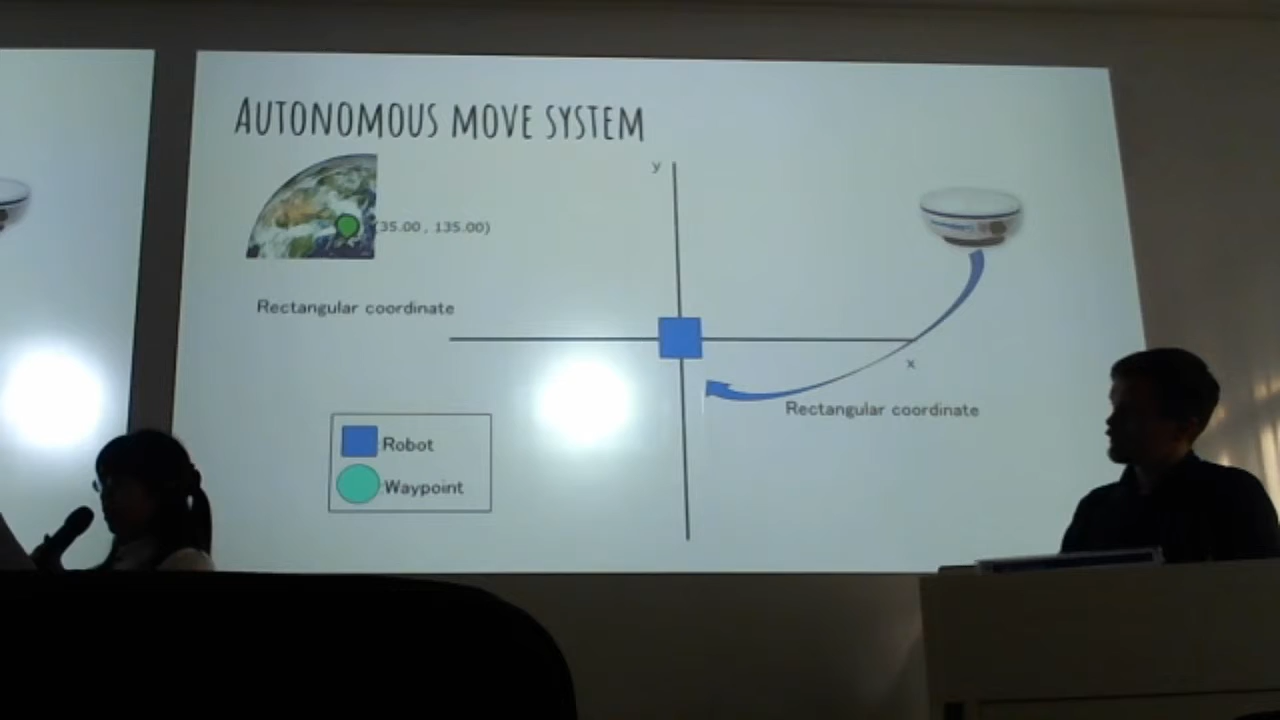 AUTONOMOUS MOVE SYSTEM
y
(35.00 , 135.00)
Rectangular coordinate
x
Rectangular coordinate
Robot
Waypoint